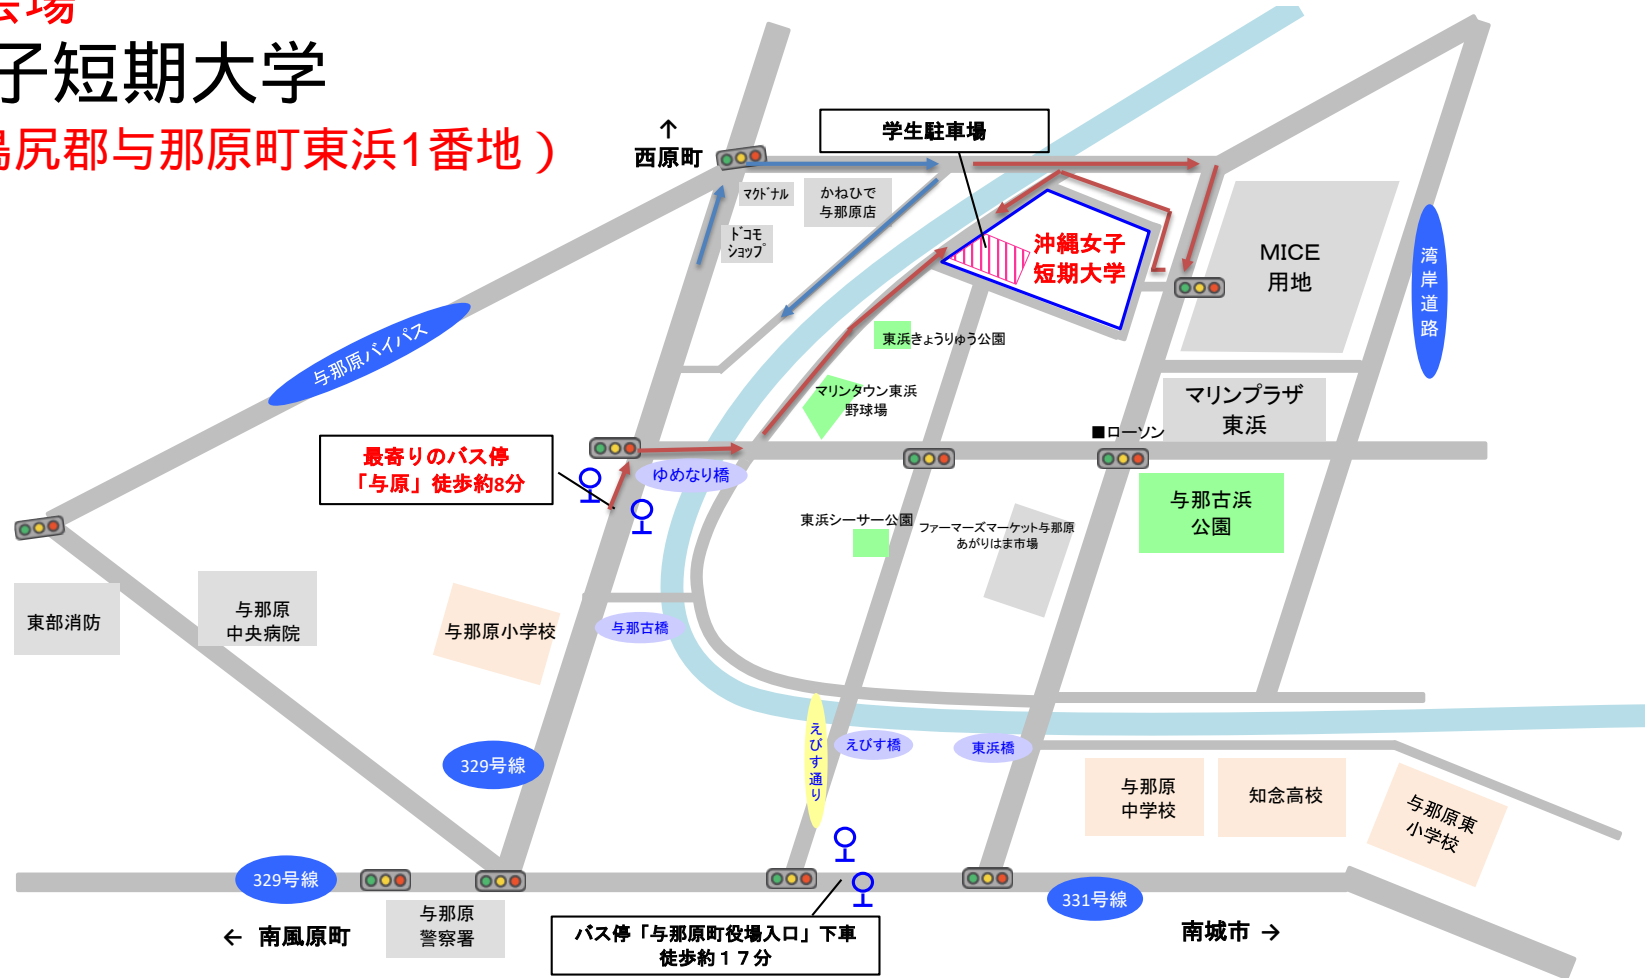 会場
子短期大学
島尻郡与那原町東浜1番地）
↑
西原町
学生駐車場
マクドナル
かねひで
与那原店
ドコモ
ショップ
沖縄女子
短期大学
MICE
用地
湾岸道路
与那原バイパス
東浜きょうりゅう公園
マリンタウン東浜
野球場
マリンプラザ
東浜
■ローソン
最寄りのバス停
「与原」徒歩約8分
ゆめなり橋
与那古浜
公園
東浜シーサー公園
ファーマーズマーケット与那原
あがりはま市場
東部消防
与那原
中央病院
与那原小学校
与那古橋
えびす通り
えびす橋
東浜橋
329号線
与那原
中学校
知念高校
与那原東
小学校
329号線
331号線
← 南風原町
与那原
警察署
バス停「与那原町役場入口」下車
徒歩約１７分
南城市 →